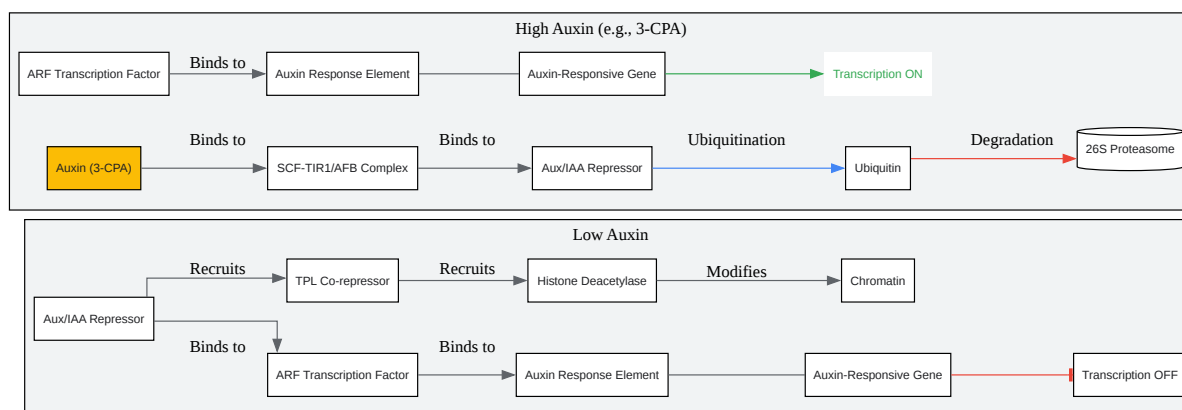 High Auxin (e.g., 3-CPA)
ARF Transcription Factor
Binds to
Auxin Response Element
Auxin-Responsive Gene
Transcription ON
Auxin (3-CPA)
Binds to
SCF-TIR1/AFB Complex
Binds to
Aux/IAA Repressor
Ubiquitination
Ubiquitin
Degradation
26S Proteasome
Low Auxin
Aux/IAA Repressor
Recruits
TPL Co-repressor
Recruits
Histone Deacetylase
Modifies
Chromatin
Binds to
ARF Transcription Factor
Binds to
Auxin Response Element
Auxin-Responsive Gene
Transcription OFF